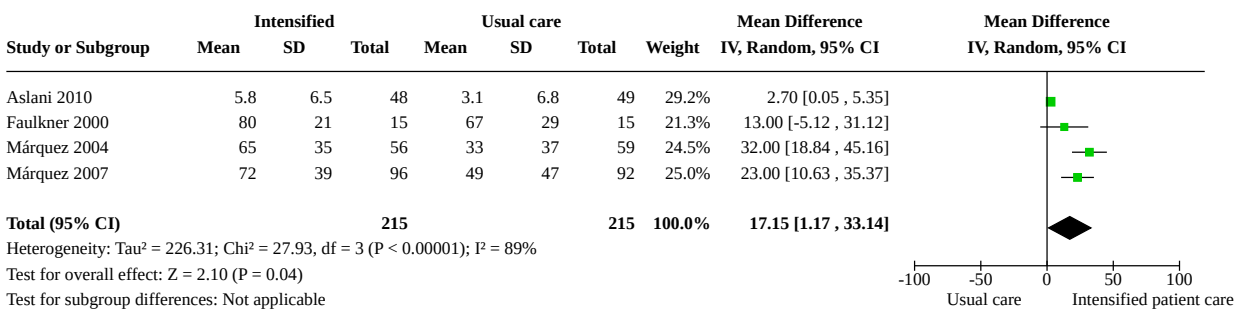 Intensified Usual care Mean Difference Mean Difference
Study or Subgroup Mean SD Total Mean SD Total Weight IV, Random, 95% CI IV, Random, 95% CI
Aslani 2010 5.8 6.5 48 3.1 6.8 49 29.2% 2.70 [0.05 , 5.35]
Faulkner 2000 80 21 15 67 29 15 21.3% 13.00 [-5.12 , 31.12]
Márquez 2004 65 35 56 33 37 59 24.5% 32.00 [18.84 , 45.16]
Márquez 2007 72 39 96 49 47 92 25.0% 23.00 [10.63 , 35.37]
Total (95% CI) 215 215 100.0% 17.15 [1.17 , 33.14]
Heterogeneity: Tau² = 226.31; Chi² = 27.93, df = 3 (P < 0.00001); I² = 89%
Test for overall effect: Z = 2.10 (P = 0.04) -100 -50 0 50 100
Test for subgroup differences: Not applicable Usual care Intensified patient care